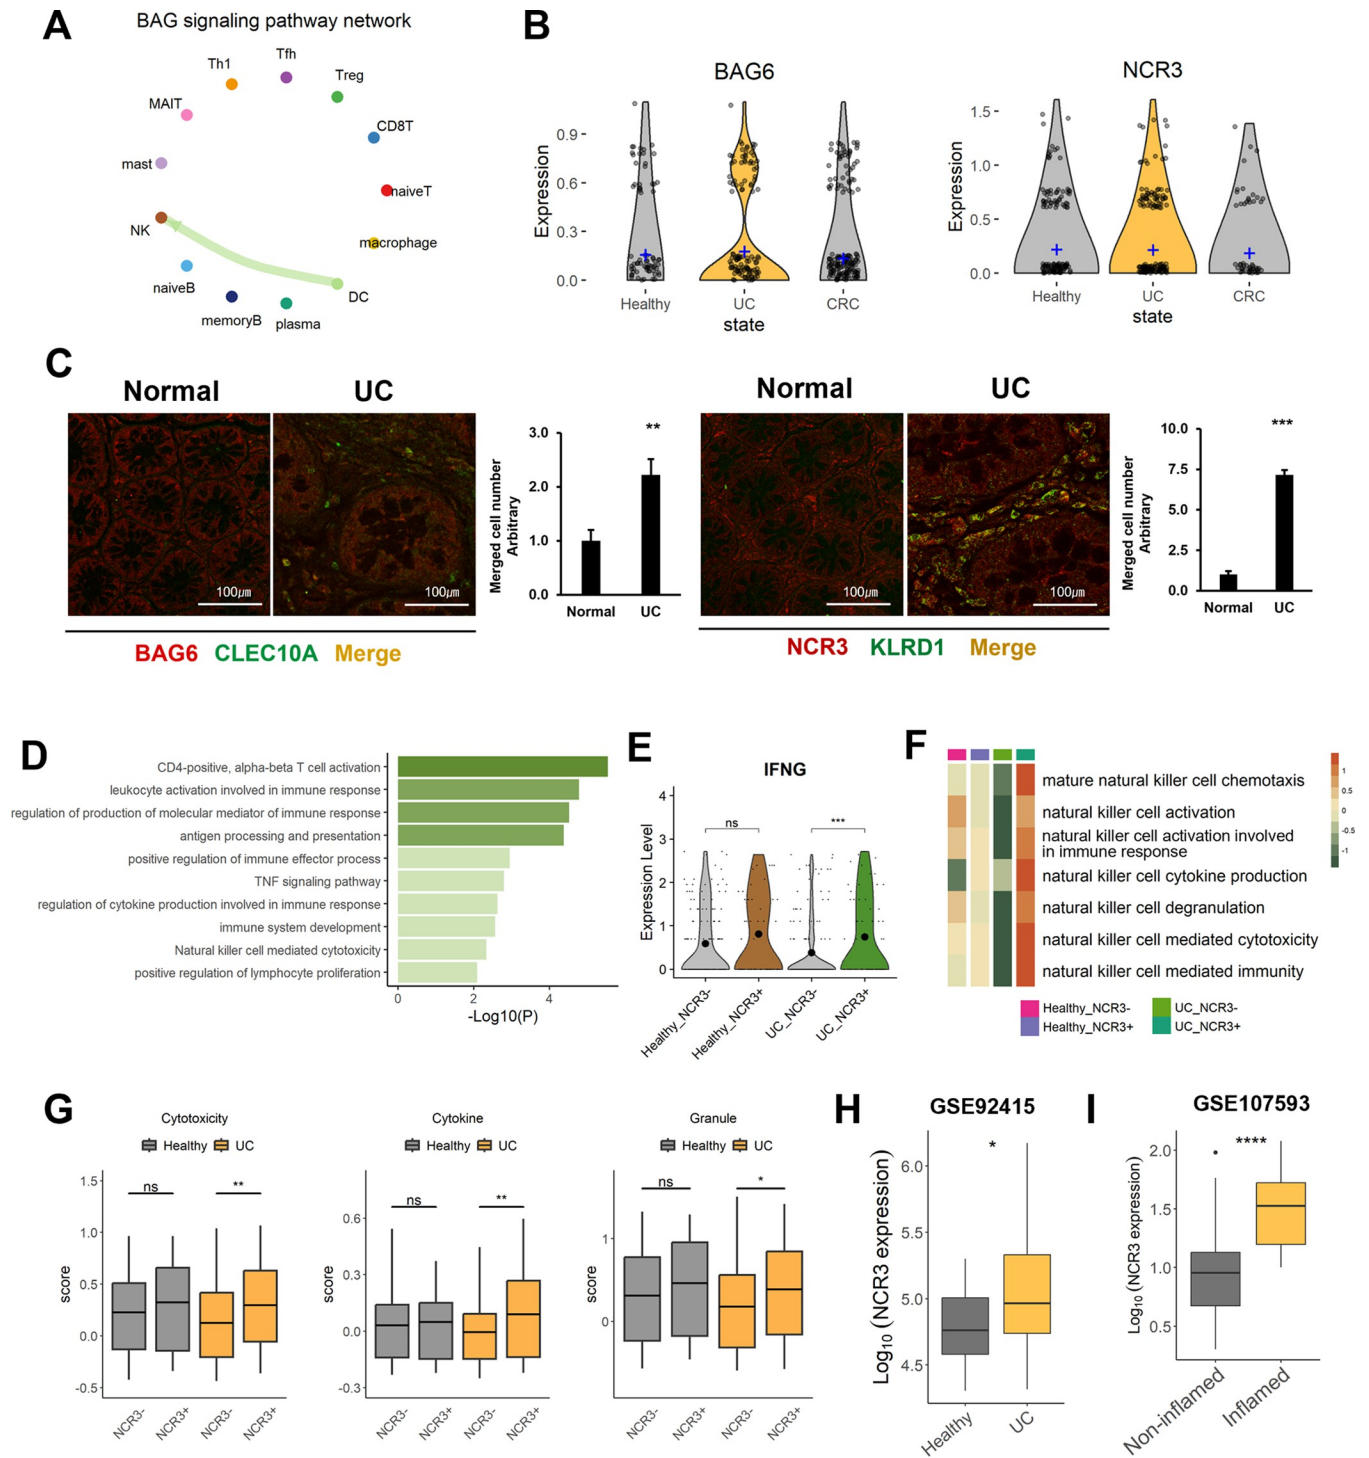 A
BAG signaling pathway network
Tfh
Th1
Treg
MAIT
CD8T
mast
naiveT
NK
macrophage
naiveB
DC
memoryB
plasma
B
BAG6
NCR3
Expression
0.9
0.6
0.3
0.0
Healthy
UC
CRC
state
Expression
1.5
1.0
0.5
0.0
Healthy
UC
CRC
state
C
Normal
UC
100μm
100μm
BAG6 CLEC10A Merge
Merged cell number
Arbitrary
3.0
2.0
1.0
0.0
**
Normal
UC
Normal
UC
100μm
100μm
NCR3 KLRD1 Merge
Merged cell number
Arbitrary
10.0
7.5
5.0
2.5
0.0
***
Normal
UC
D
CD4-positive, alpha-beta T cell activation
leukocyte activation involved in immune response
regulation of production of molecular mediator of immune response
antigen processing and presentation
positive regulation of immune effector process
TNF signaling pathway
regulation of cytokine production involved in immune response
immune system development
Natural killer cell mediated cytotoxicity
positive regulation of lymphocyte proliferation
0
2
4
-Log10(P)
E
IFNG
Expression Level
4
3
2
1
0
ns
***
Healthy_NCR3-
Healthy_NCR3+
UC_NCR3-
UC_NCR3+
F
mature natural killer cell chemotaxis
natural killer cell activation
natural killer cell activation involved
in immune response
natural killer cell cytokine production
natural killer cell degranulation
natural killer cell mediated cytotoxicity
natural killer cell mediated immunity
1
0.5
0
-0.5
-1
Healthy_NCR3-
Healthy_NCR3+
UC_NCR3-
UC_NCR3+
G
Cytotoxicity
Healthy UC
score
1.5
1.0
0.5
0.0
-0.5
ns
**
NCR3-
NCR3+
NCR3-
NCR3+
Cytokine
Healthy UC
score
0.6
0.3
0.0
-0.3
ns
**
NCR3-
NCR3+
NCR3-
NCR3+
Granule
Healthy UC
score
1
0
ns
*
NCR3-
NCR3+
NCR3-
NCR3+
H
GSE92415
*
Log10 (NCR3 expression)
6.0
5.5
5.0
4.5
Healthy
UC
I
GSE107593
****
Log10 (NCR3 expression)
2.0
1.5
1.0
0.5
Non-inflamed
Inflamed